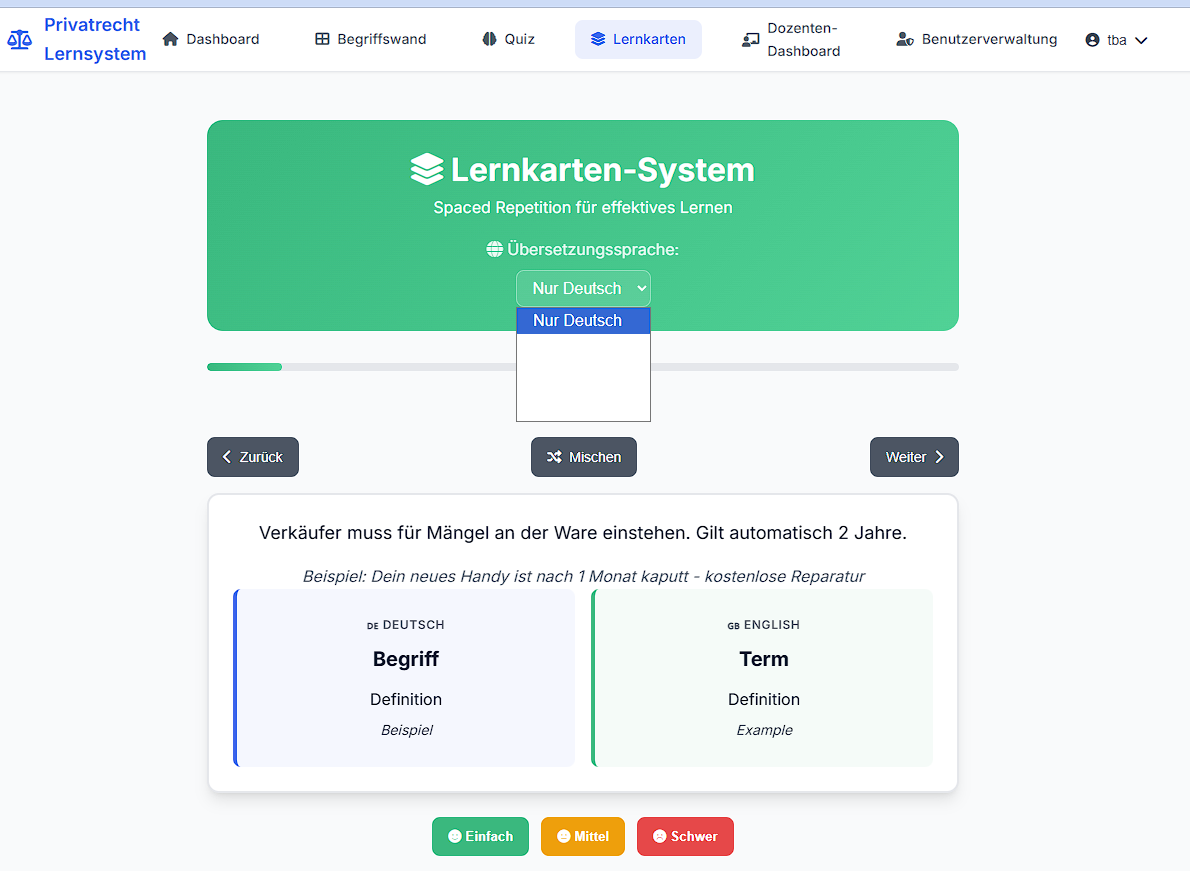 Privatrecht
Lernsystem
Dashboard
Begriffswand
Quiz
Lernkarten
Dozenten-
Dashboard
Benutzerverwaltung
tba
Lernkarten-System
Spaced Repetition für effektives Lernen
Übersetzungssprache:
Nur Deutsch
Nur Deutsch
Zurück
Mischen
Weiter
Verkäufer muss für Mängel an der Ware einstehen. Gilt automatisch 2 Jahre.
Beispiel: Dein neues Handy ist nach 1 Monat kaputt - kostenlose Reparatur
DE DEUTSCH
Begriff
Definition
Beispiel
GB ENGLISH
Term
Definition
Example
Einfach
Mittel
Schwer